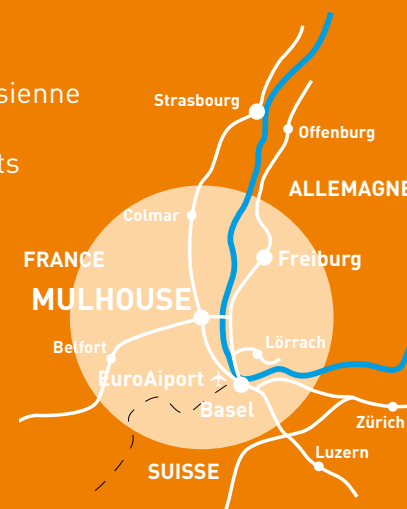 sienne
Strasbourg
ts
Offenburg
ALLEMAGNE
Colmar
FRANCE
Freiburg
MULHOUSE
Lörrach
Belfort
EuroAiport
Basel
Zürich
Luzern
SUISSE